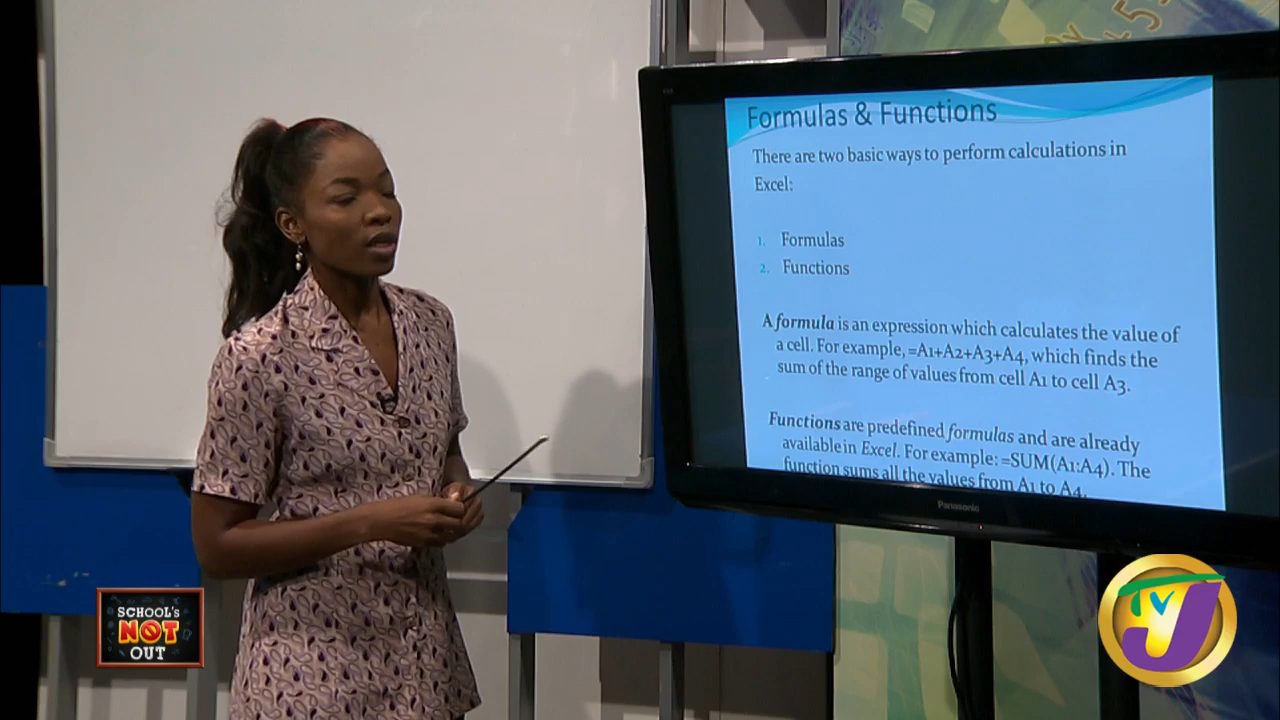 Formulas & Functions
There are two basic ways to perform calculations in
Excel:
1. Formulas
2. Functions
A formula is an expression which calculates the value of
a cell. For example, =A1+A2+A3+A4, which finds the
sum of the range of values from cell A1 to cell A3.
Functions are predefined formulas and are already
available in Excel. For example: =SUM(A1:A4). The
function sums all the values from A1 to A4.
Panasonic
SCHOOL'S
NOT
OUT
TVJ